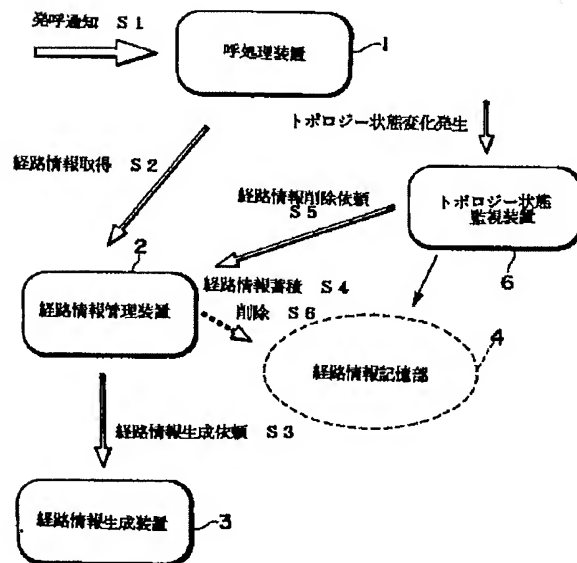 発呼通知 S1
呼処理装置
1
トポロジー状態変化発生
経路情報取得 S2
経路情報削除依頼
S5
トポロジー状態
監視装置
6
2
経路情報管理装置
経路情報蓄積 S4
削除 S6
経路情報記憶部
4
経路情報生成依頼 S3
経路情報生成装置
3